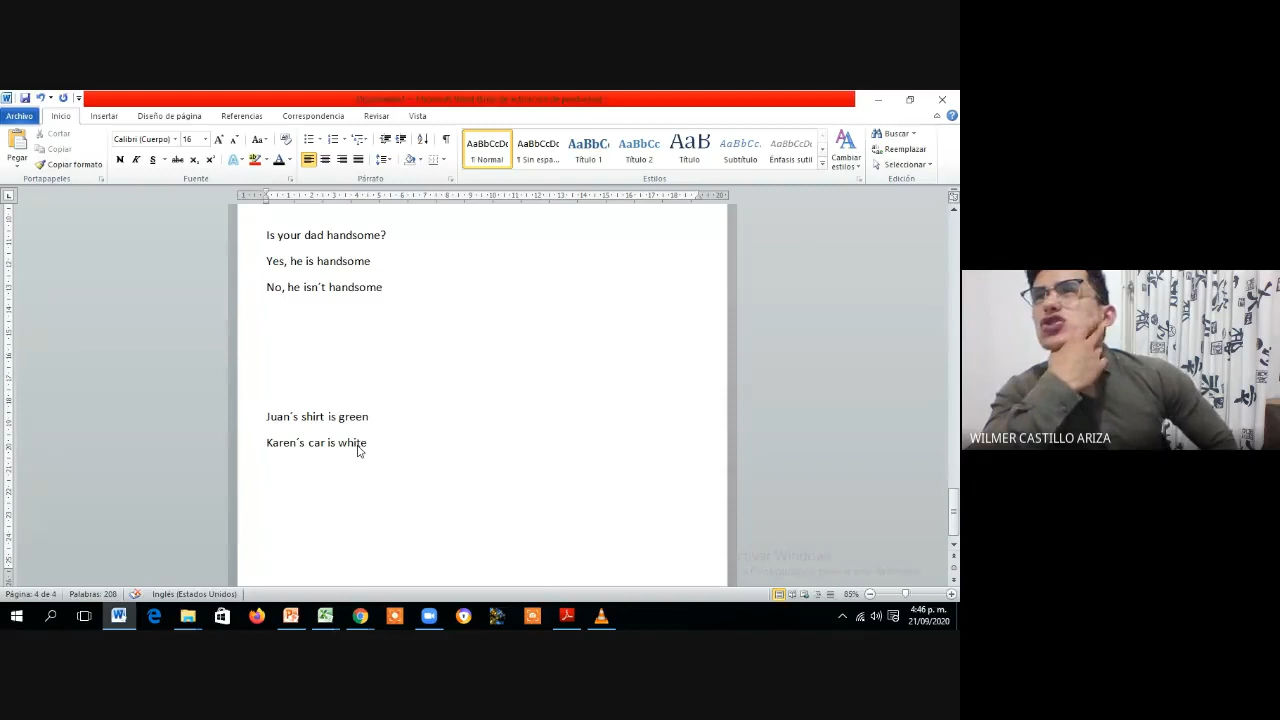 Archivo Inicio Insertar Diseño de página Referencias Correspondencia Revisar Vista
Pegar
Cortar
Copiar
Copiar formato
Portapapeles
Calibri (Cuerpo) 16
Fuente
Párrafo
AaBbCcDc AaBbCcDc AaBbC AaBbCc AaB AaBbCc. AaBbCcDc
¶ Normal ¶ Sin espa... Título 1 Título 2 Título Subtítulo Énfasis sutil
Estilos
Cambiar
estilos
Buscar
Reemplazar
Seleccionar
Edición
Is your dad handsome?
Yes, he is handsome
No, he isn´t handsome
Juan´s shirt is green
Karen´s car is white
WILMER CASTILLO ARIZA
Página: 4 de 4 Palabras: 208 Inglés (Estados Unidos) 85%
4:46 p. m.
21/09/2020